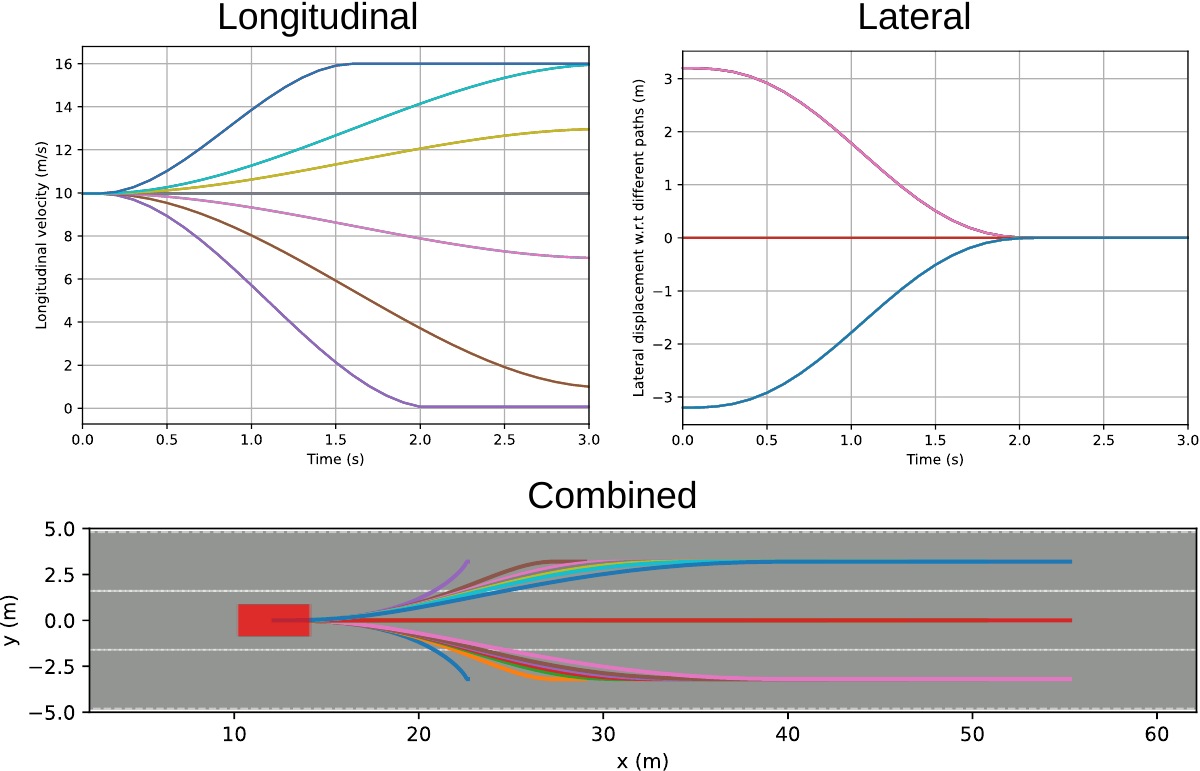 Longitudinal
Lateral
Longitudinal velocity (m/s)
16
14
12
10
8
6
4
2
0
0.0 0.5 1.0 1.5 2.0 2.5 3.0
Time (s)
Lateral displacement w.r.t different paths (m)
3
2
1
0
−1
−2
−3
0.0 0.5 1.0 1.5 2.0 2.5 3.0
Time (s)
Combined
y (m)
5.0
2.5
0.0
−2.5
−5.0
10 20 30 40 50 60
x (m)